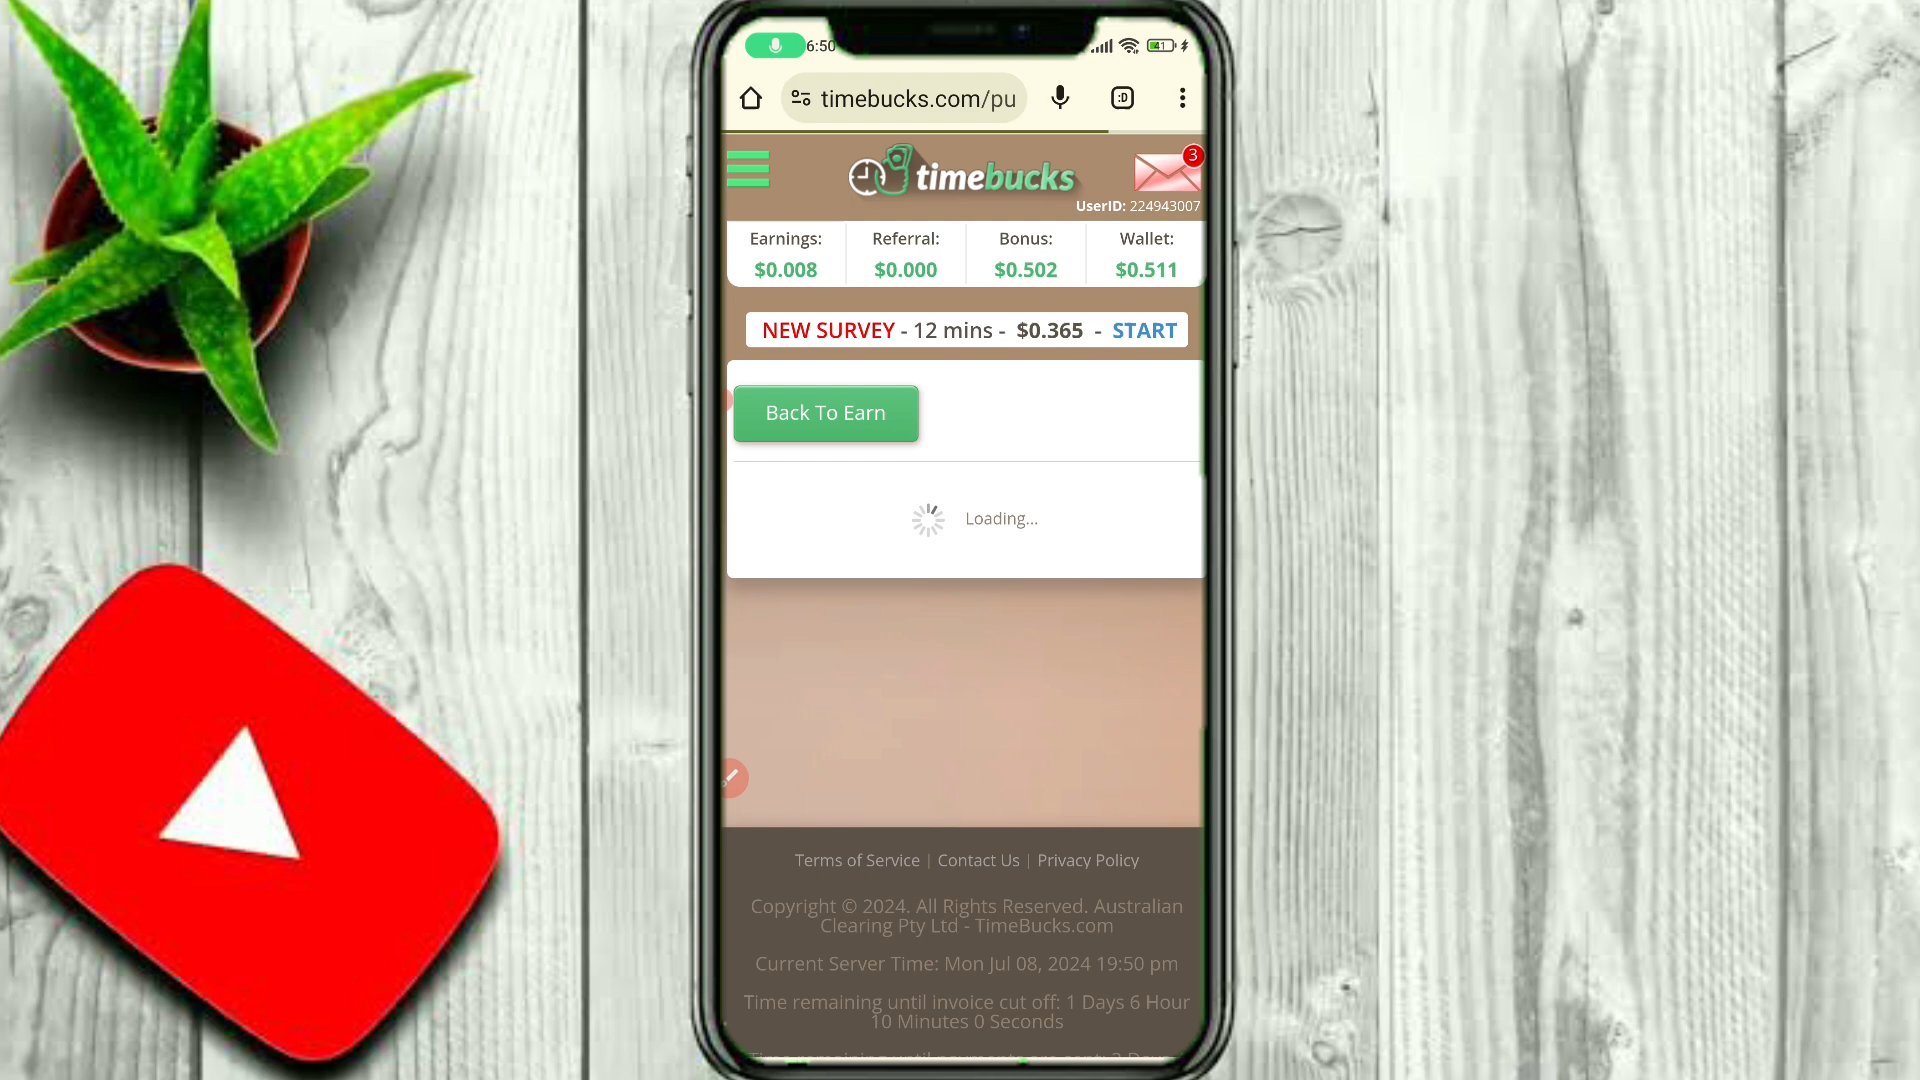 6:50
41
timebucks.com/pu
:D
timebucks
3
UserID: 224943007
Earnings: Referral: Bonus: Wallet:
$0.008 $0.000 $0.502 $0.511
NEW SURVEY - 12 mins - $0.365 - START
Back To Earn
Loading...
Terms of Service | Contact Us | Privacy Policy
Copyright © 2024. All Rights Reserved. Australian
Clearing Pty Ltd - TimeBucks.com
Current Server Time: Mon Jul 08, 2024 19:50 pm
Time remaining until invoice cut off: 1 Days 6 Hour
10 Minutes 0 Seconds